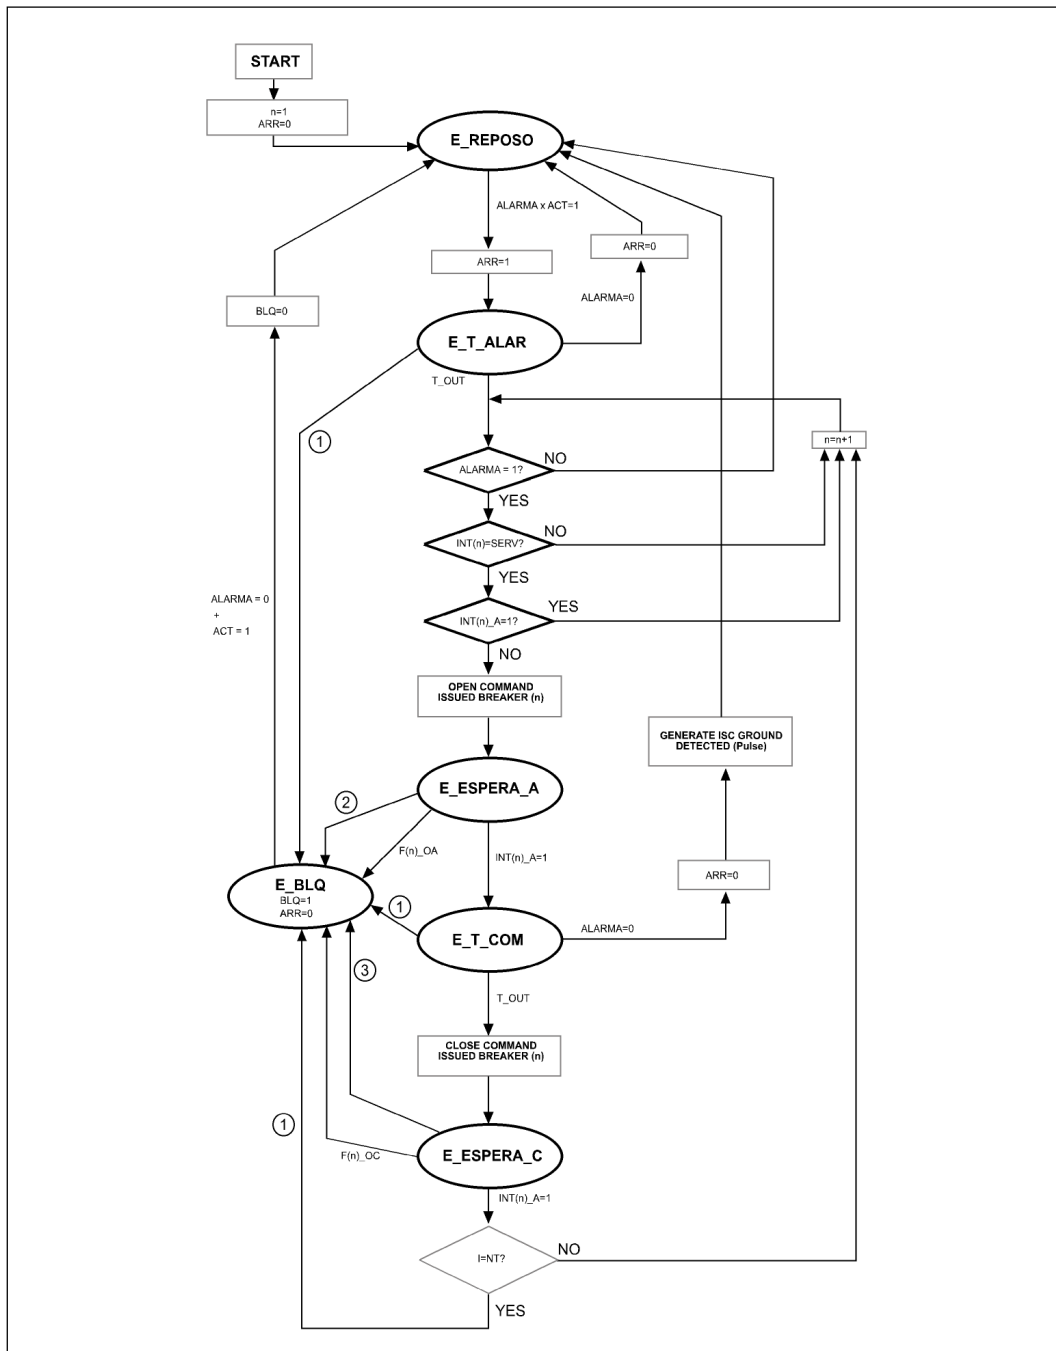 START
n=1
ARR=0
E_REPOSO
ALARMA x ACT=1
ARR=0
ARR=1
ALARMA=0
BLQ=0
E_T_ALAR
T_OUT
1
n=n+1
ALARMA = 1?
NO
YES
INT(n)=SERV?
NO
YES
ALARMA = 0
+
ACT = 1
INT(n)_A=1?
YES
NO
OPEN COMMAND
ISSUED BREAKER (n)
GENERATE ISC GROUND
DETECTED (Pulse)
E_ESPERA_A
2
F(n)_OA
INT(n)_A=1
ARR=0
E_BLQ
BLQ=1
ARR=0
1
E_T_COM
ALARMA=0
3
T_OUT
CLOSE COMMAND
ISSUED BREAKER (n)
1
E_ESPERA_C
F(n)_OC
INT(n)_A=1
I=NT?
NO
YES